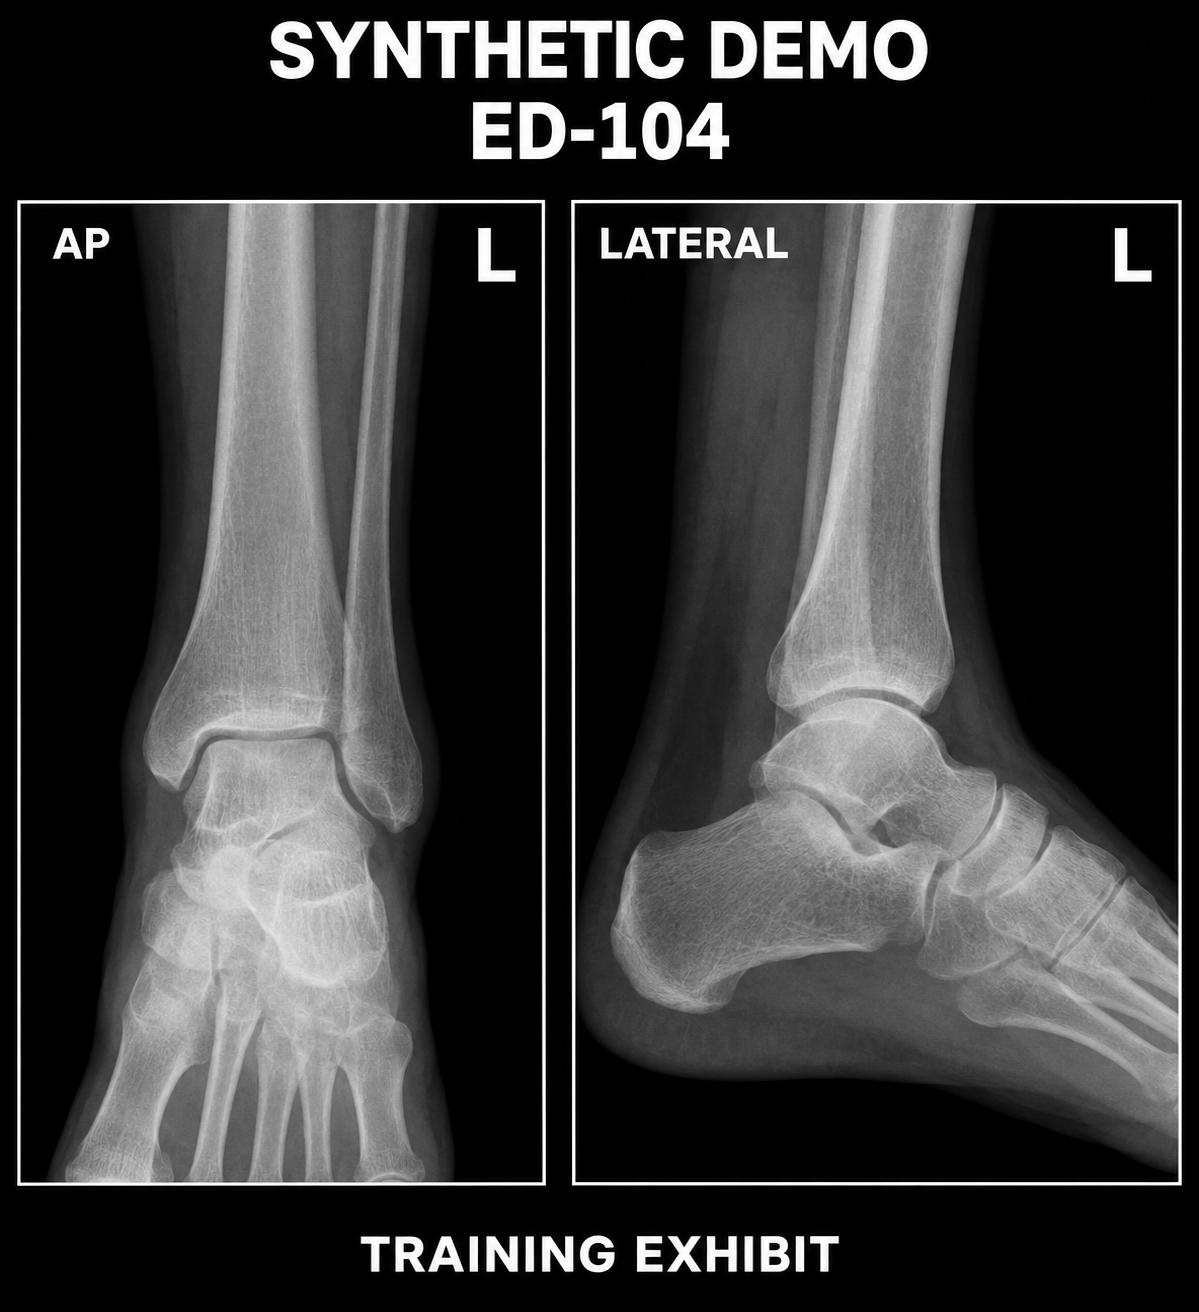 SYNTHETIC DEMO
ED-104
AP
L
LATERAL
L
TRAINING EXHIBIT